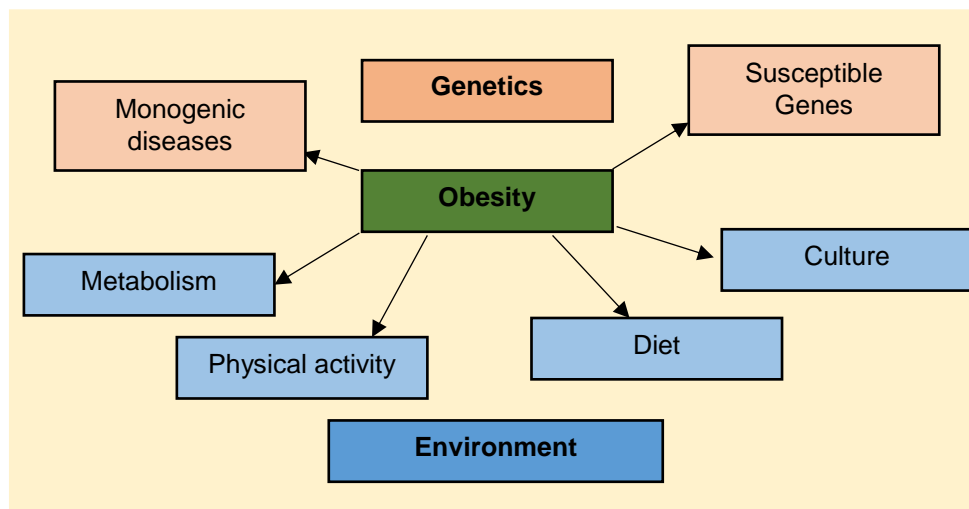 Genetics
Susceptible
Genes
Monogenic
diseases
Obesity
Culture
Metabolism
Physical activity
Diet
Environment